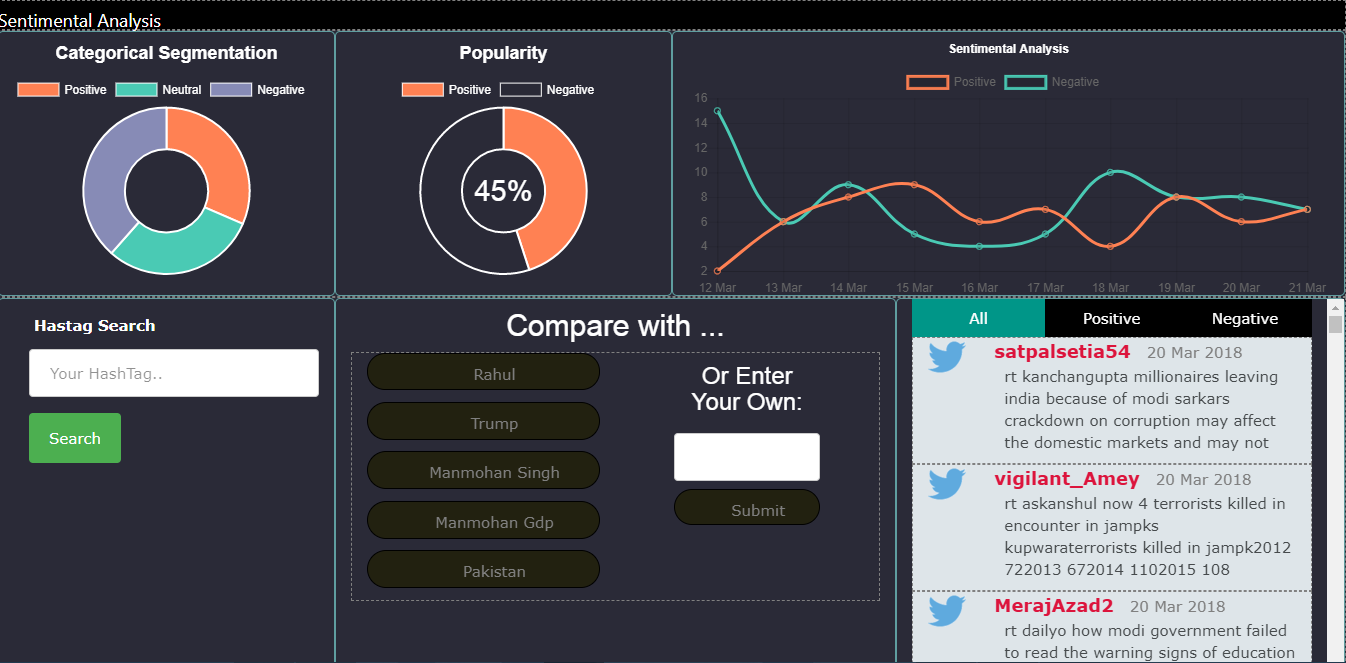 Sentimental Analysis
Categorical Segmentation
Positive Neutral Negative
Popularity
Positive Negative
45%
Sentimental Analysis
Positive Negative
16
14
12
10
8
6
4
2
12 Mar 13 Mar 14 Mar 15 Mar 16 Mar 17 Mar 18 Mar 19 Mar 20 Mar 21 Mar
Hastag Search
Your HashTag..
Search
Compare with ...
Rahul
Trump
Manmohan Singh
Manmohan Gdp
Pakistan
Or Enter
Your Own:
Submit
All Positive Negative
satpalsetia54 20 Mar 2018
rt kanchangupta millionaires leaving
india because of modi sarkars
crackdown on corruption may affect
the domestic markets and may not
vigilant_Amey 20 Mar 2018
rt askanshul now 4 terrorists killed in
encounter in jampks
kupwaraterrorists killed in jampk2012
722013 672014 1102015 108
MerajAzad2 20 Mar 2018
rt dailyo how modi government failed
to read the warning signs of education